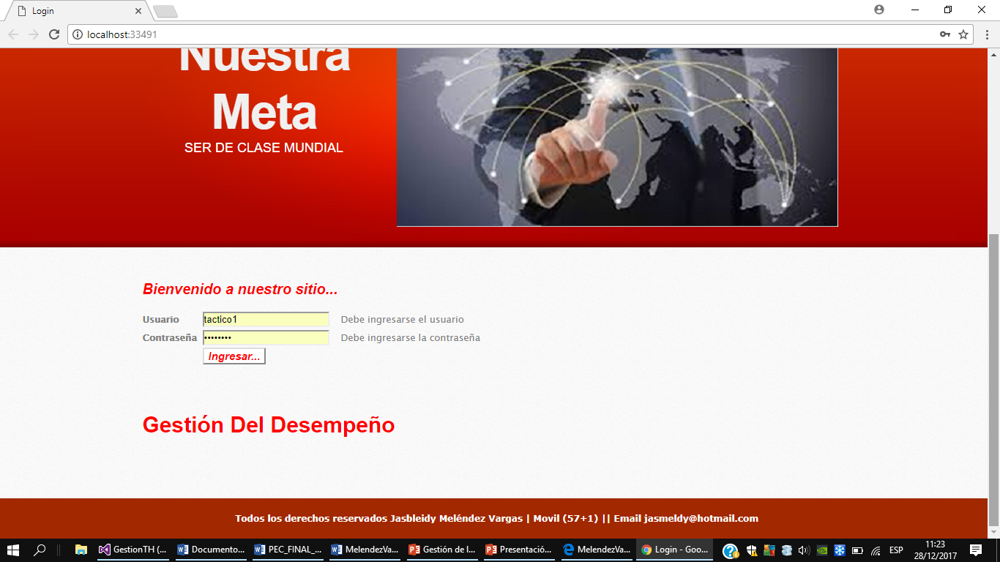 Login
localhost:33491
Nuestra
Meta
SER DE CLASE MUNDIAL
Bienvenido a nuestro sitio...
Usuario tactico1 Debe ingresarse el usuario
Contraseña •••••••• Debe ingresarse la contraseña
Ingresar...
Gestión Del Desempeño
Todos los derechos reservados Jasbleidy Meléndez Vargas | Movil (57+1) || Email jasmeldy@hotmail.com
GestionTH (... Documento... PEC_FINAL_... MelendezVa... Gestión de l... Presentació... MelendezVa... Login - Goo... ESP 11:23
28/12/2017